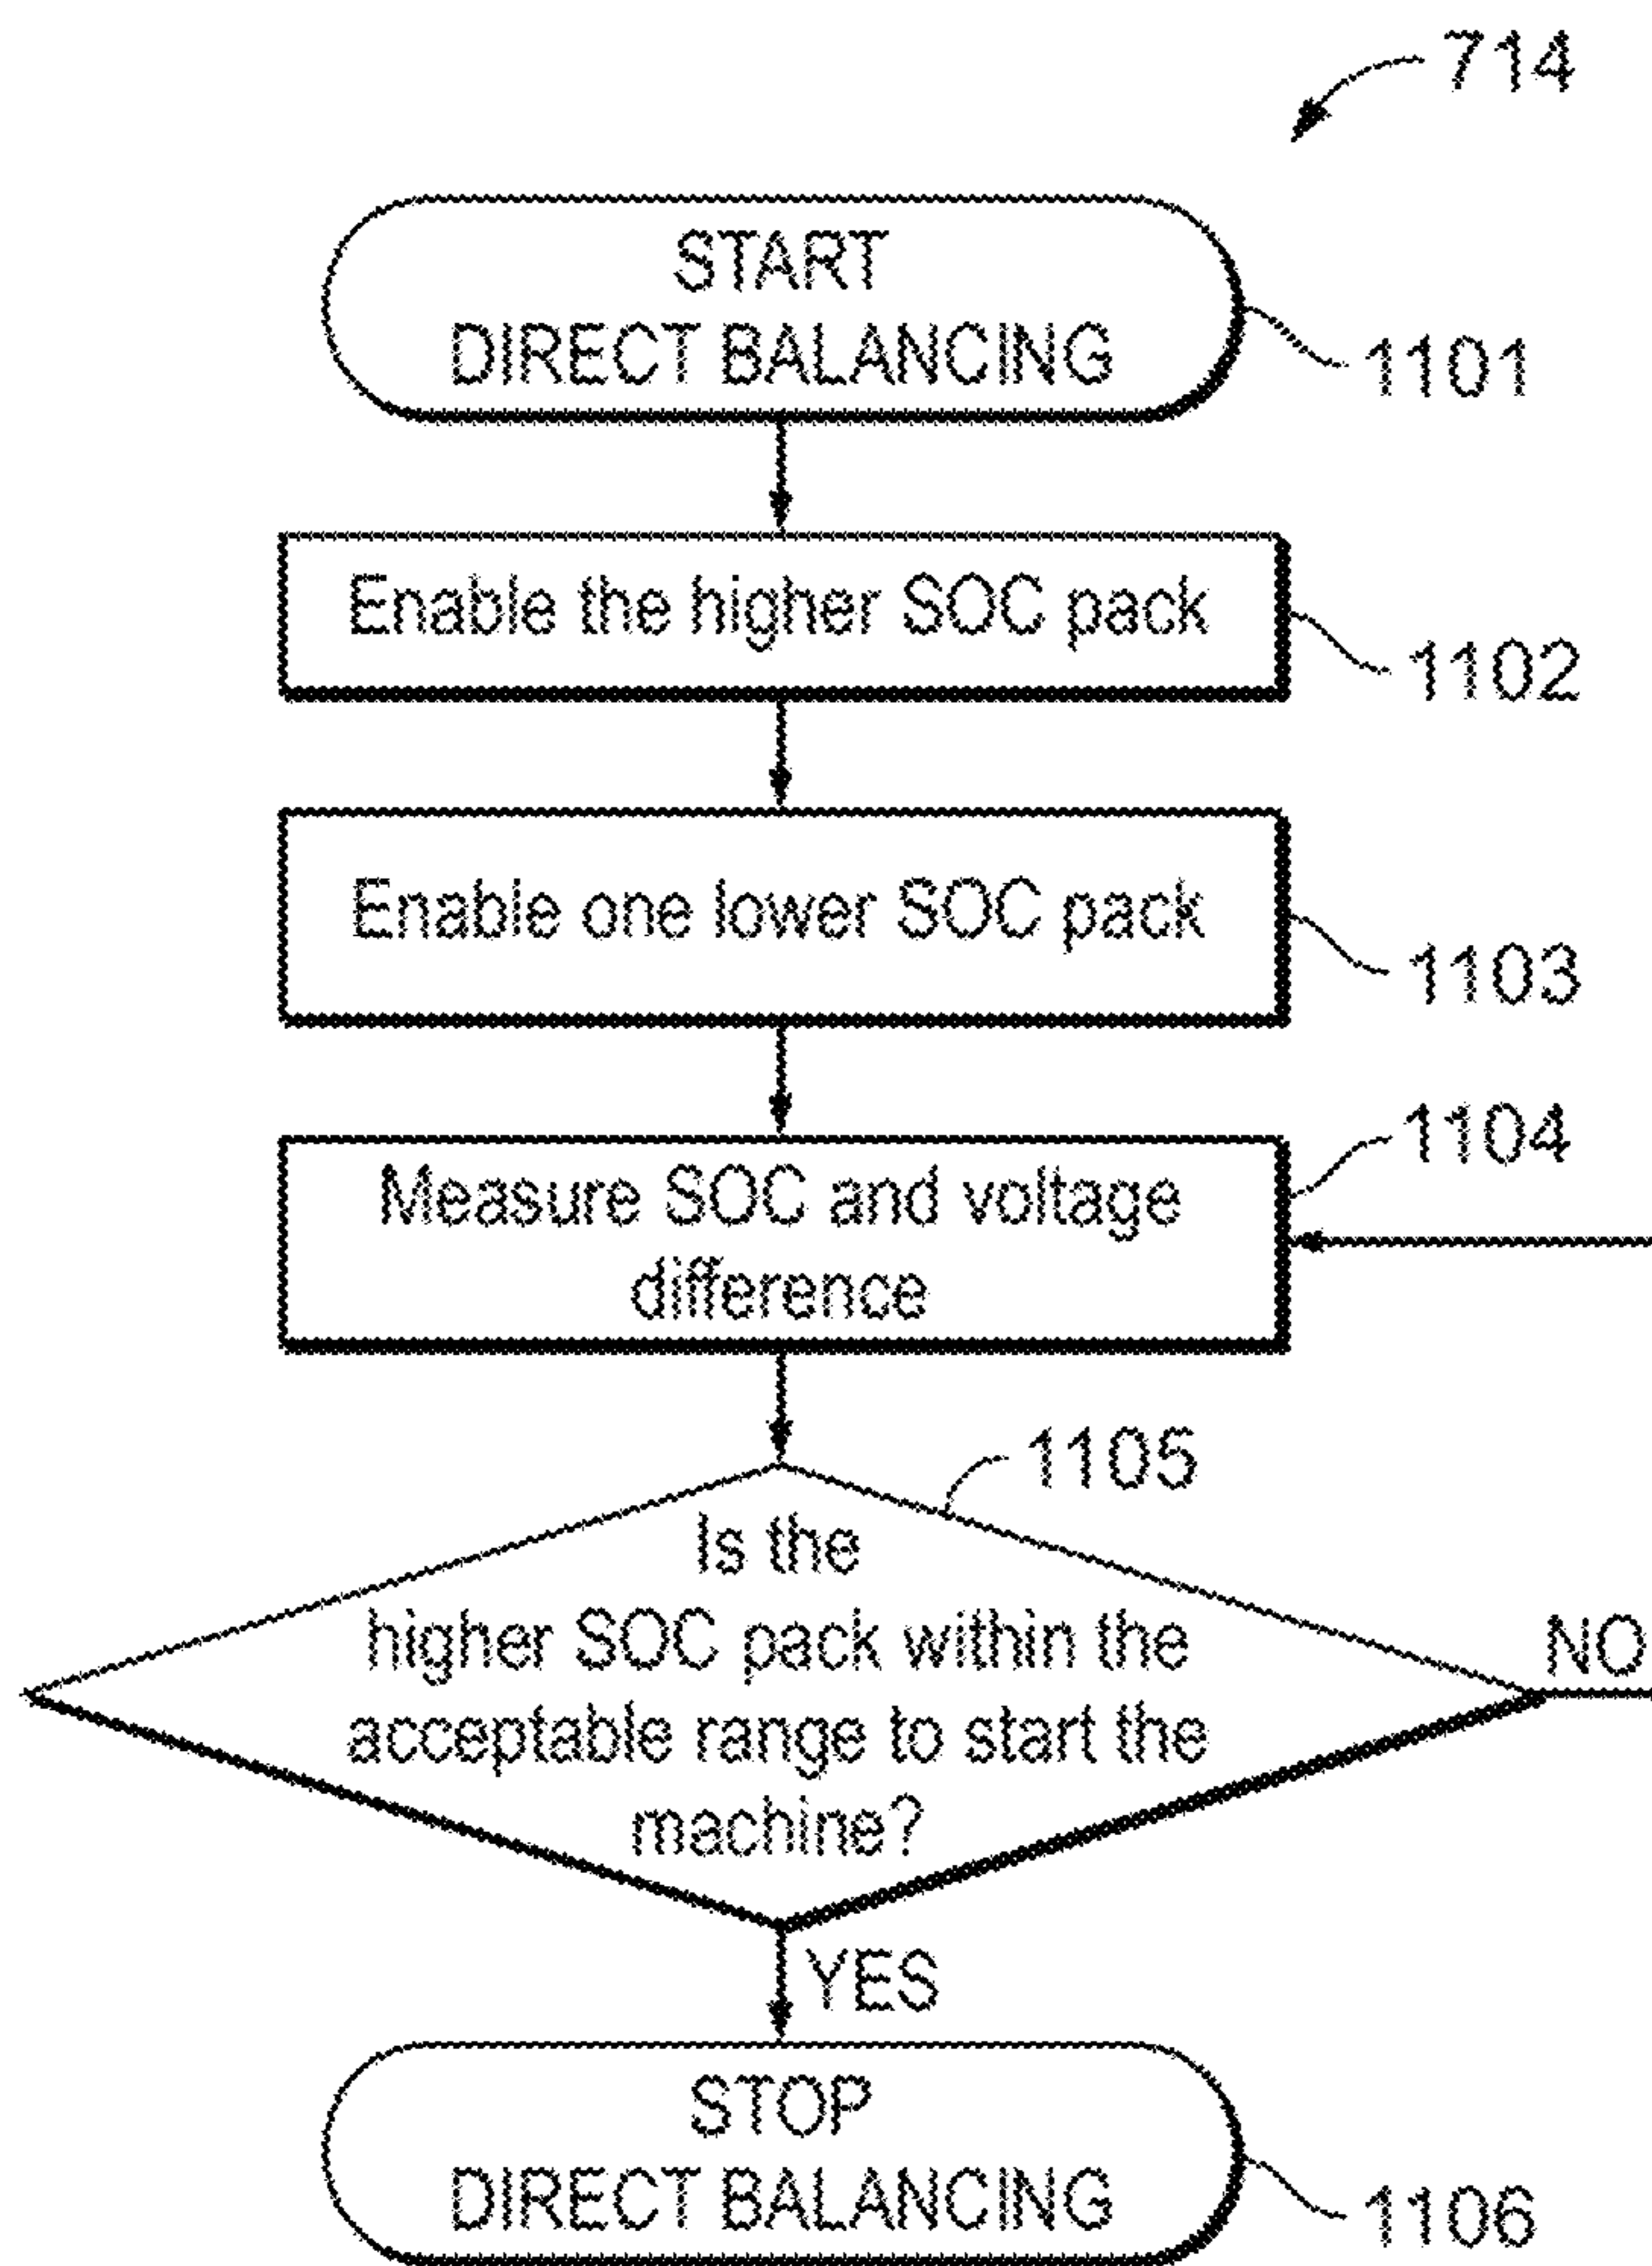 714
START
DIRECT BALANCING
1101
Enable the higher SOC pack
1102
Enable one lower SOC pack
1103
1104
Measure SOC and voltage
difference
1105
Is the
higher SOC pack within the
acceptable range to start the
machine?
NO
YES
STOP
DIRECT BALANCING
1106